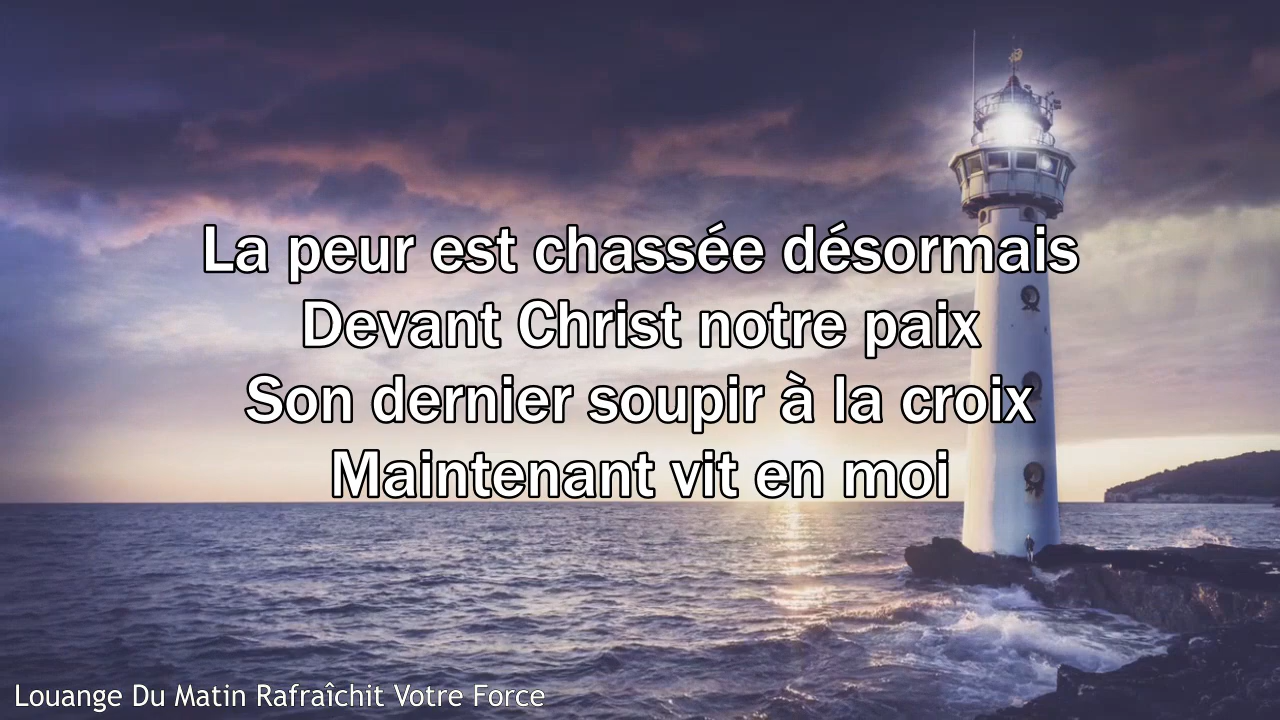 La peur est chassée désormais
Devant Christ notre paix
Son dernier soupir à la croix
Maintenant vit en moi
Louange Du Matin Rafraîchit Votre Force